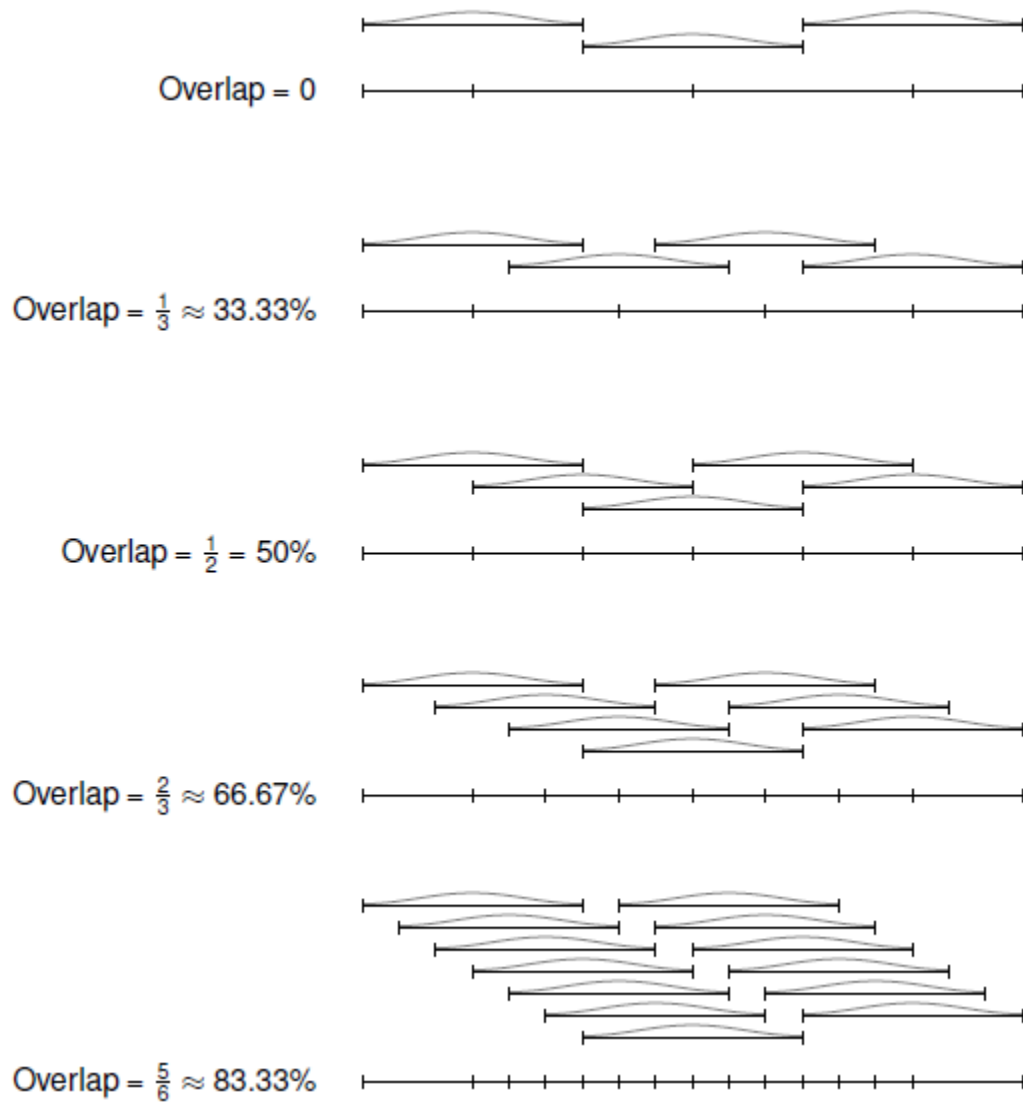 Overlap = 0
Overlap = 1/3 ≈ 33.33%
Overlap = 1/2 = 50%
Overlap = 2/3 ≈ 66.67%
Overlap = 5/6 ≈ 83.33%